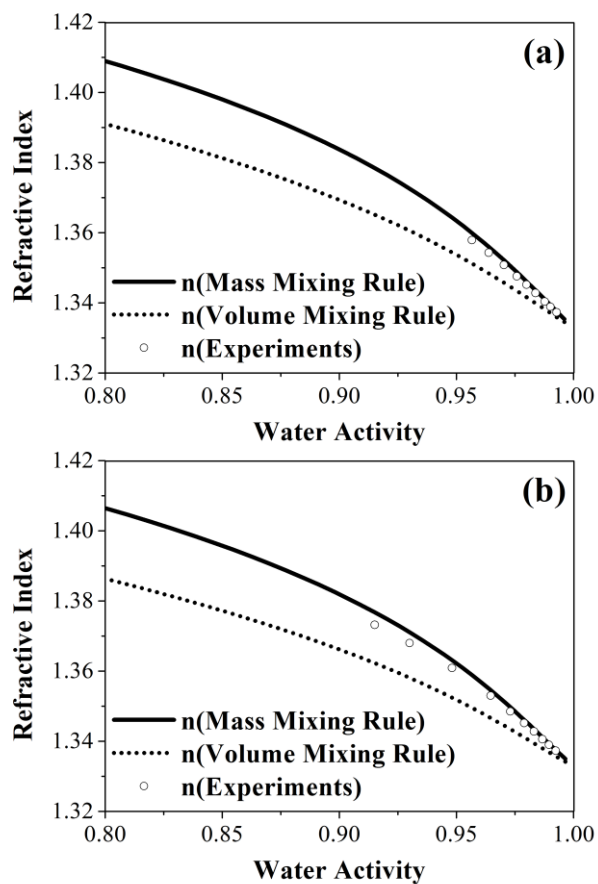 1.42
(a)
1.40
1.38
1.36
1.34
1.32
Refractive Index
n(Mass Mixing Rule)
n(Volume Mixing Rule)
n(Experiments)
0.80 0.85 0.90 0.95 1.00
Water Activity
1.42
(b)
1.40
1.38
1.36
1.34
1.32
Refractive Index
n(Mass Mixing Rule)
n(Volume Mixing Rule)
n(Experiments)
0.80 0.85 0.90 0.95 1.00
Water Activity